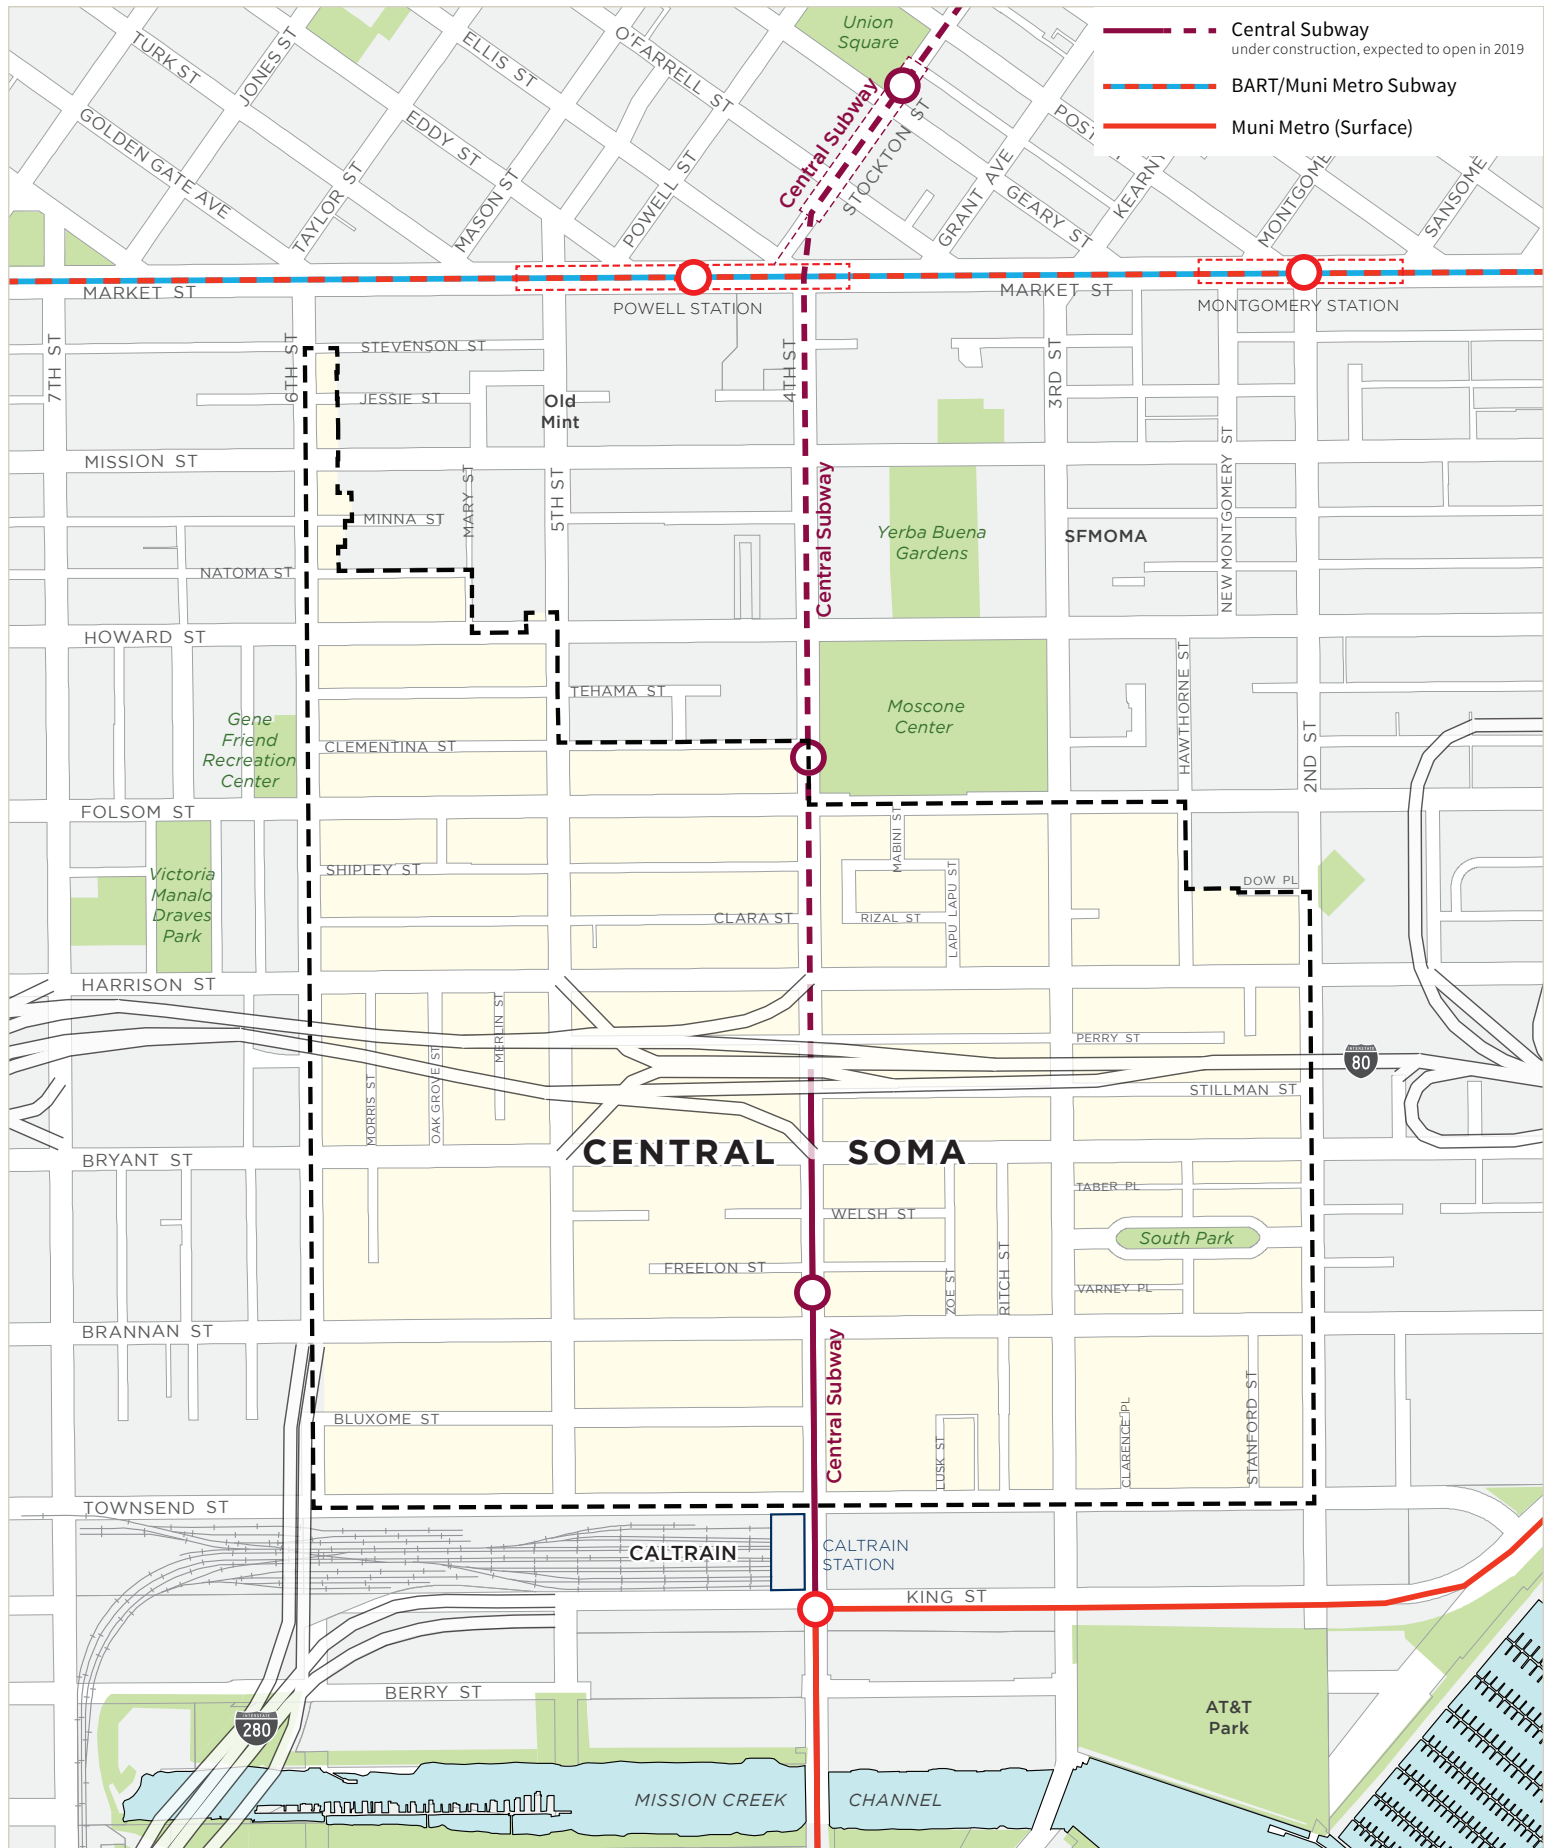 Central Subway
under construction, expected to open in 2019
BART/Muni Metro Subway
Muni Metro (Surface)
Union
Square
TURK ST
JONES ST
ELLIS ST
O'FARRELL ST
GOLDEN GATE AVE
EDDY ST
TAYLOR ST
MASON ST
POWELL ST
Central Subway
STOCKTON ST
GRANT AVE
GEARY ST
POST
KEARNY
MONTGOME
SANSOME
MARKET ST
MARKET ST
POWELL STATION
MONTGOMERY STATION
7TH ST
6TH ST
STEVENSON ST
4TH ST
3RD ST
JESSIE ST
Old
Mint
MISSION ST
MARY ST
5TH ST
Central Subway
NEW MONTGOMERY ST
MINNA ST
Yerba Buena
Gardens
SFMOMA
NATOMA ST
HOWARD ST
TEHAMA ST
HAWTHORNE ST
2ND ST
Gene
Friend
Recreation
Center
Moscone
Center
CLEMENTINA ST
FOLSOM ST
MABINI ST
SHIPLEY ST
Victoria
Manalo
Draves
Park
DOW PL
CLARA ST
RIZAL ST
LAPU LAPU ST
HARRISON ST
MERLIN ST
PERRY ST
INTERSTATE
80
MORRIS ST
OAK GROVE ST
STILLMAN ST
CENTRAL SOMA
BRYANT ST
TABER PL
WELSH ST
South Park
FREELON ST
ZOE ST
RITCH ST
VARNEY PL
BRANNAN ST
Central Subway
BLUXOME ST
LUSK ST
CLARENCE PL
STANFORD ST
TOWNSEND ST
CALTRAIN
CALTRAIN
STATION
KING ST
BERRY ST
INTERSTATE
280
AT&T
Park
MISSION CREEK CHANNEL